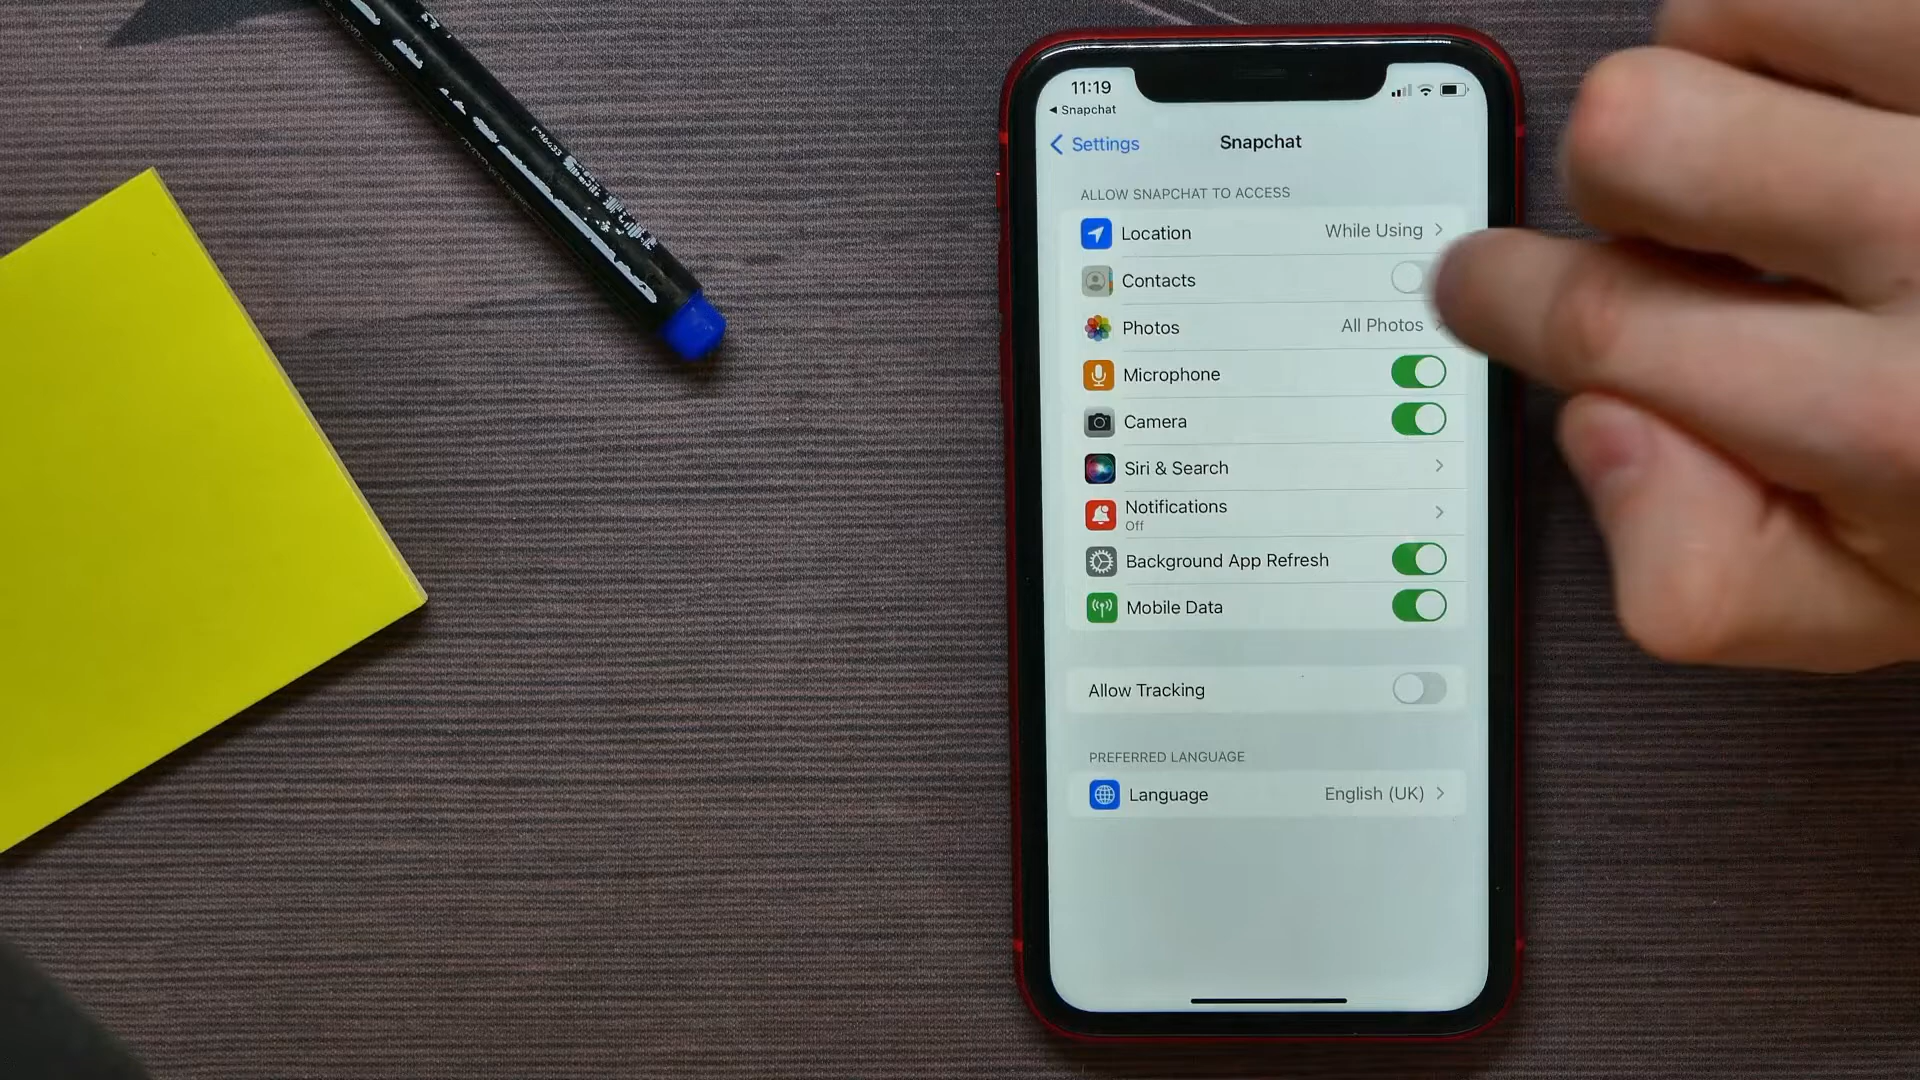 11:19
◂ Snapchat
Settings
Snapchat
ALLOW SNAPCHAT TO ACCESS
Location While Using
Contacts
Photos All Photos
Microphone
Camera
Siri & Search
Notifications
Off
Background App Refresh
Mobile Data
Allow Tracking
PREFERRED LANGUAGE
Language English (UK)